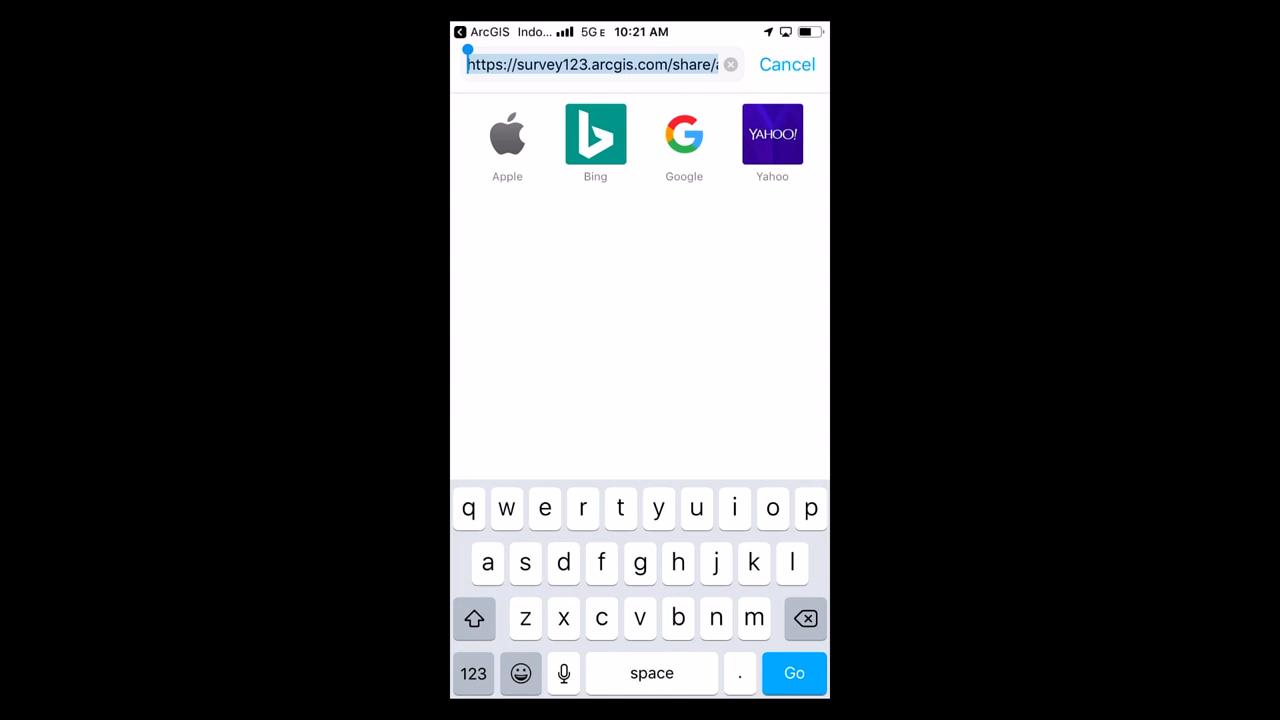 ArcGIS Indo... 5G E 10:21 AM
https://survey123.arcgis.com/share/ Cancel
YAHOO!
Apple Bing Google Yahoo
q w e r t y u i o p
a s d f g h j k l
z x c v b n m
123 space . Go